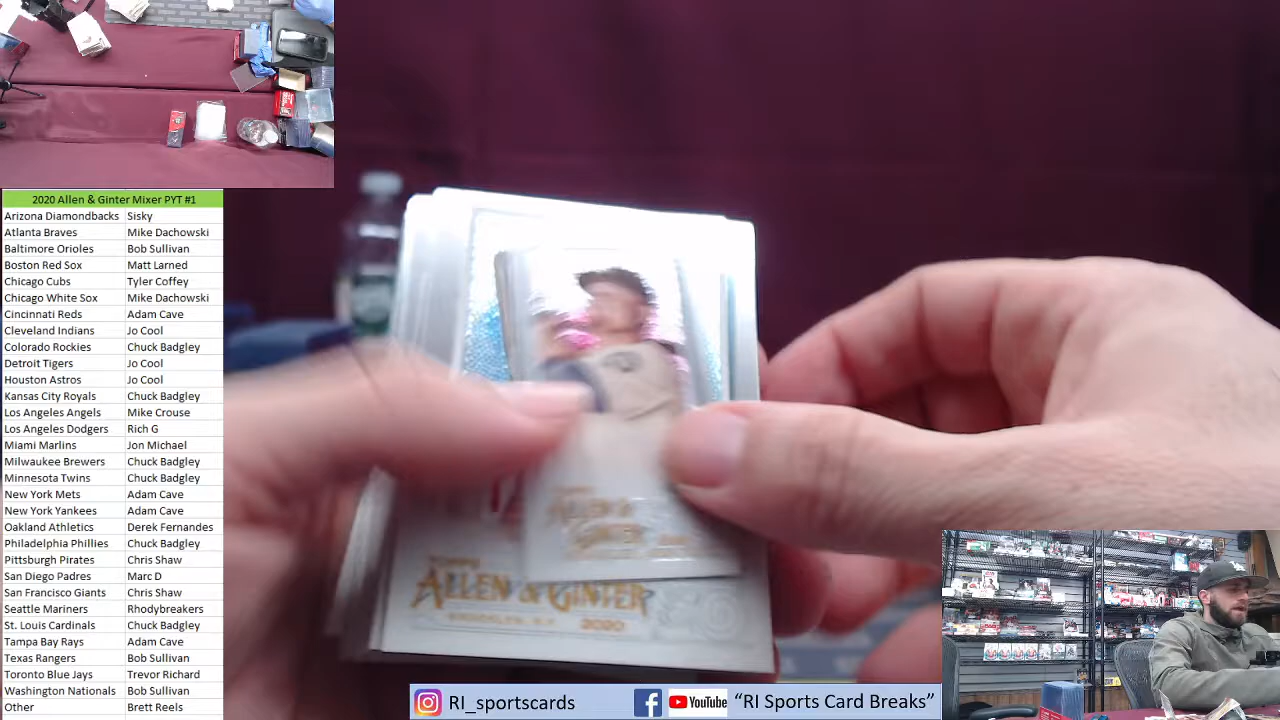 2020 Allen & Ginter Mixer PYT #1
Arizona Diamondbacks Sisky
Atlanta Braves Mike Dachowski
Baltimore Orioles Bob Sullivan
Boston Red Sox Matt Larned
Chicago Cubs Tyler Coffey
Chicago White Sox Mike Dachowski
Cincinnati Reds Adam Cave
Cleveland Indians Jo Cool
Colorado Rockies Chuck Badgley
Detroit Tigers Jo Cool
Houston Astros Jo Cool
Kansas City Royals Chuck Badgley
Los Angeles Angels Mike Crouse
Los Angeles Dodgers Rich G
Miami Marlins Jon Michael
Milwaukee Brewers Chuck Badgley
Minnesota Twins Chuck Badgley
New York Mets Adam Cave
New York Yankees Adam Cave
Oakland Athletics Derek Fernandes
Philadelphia Phillies Chuck Badgley
Pittsburgh Pirates Chris Shaw
San Diego Padres Marc D
San Francisco Giants Chris Shaw
Seattle Mariners Rhodybreakers
St. Louis Cardinals Chuck Badgley
Tampa Bay Rays Adam Cave
Texas Rangers Bob Sullivan
Toronto Blue Jays Trevor Richard
Washington Nationals Bob Sullivan
Other Brett Reels
ALLEN & GINTER
TOPPS
ALLEN & GINTER
BROOKLYN, N.Y. 2020
RI_sportscards
YouTube "RI Sports Card Breaks"